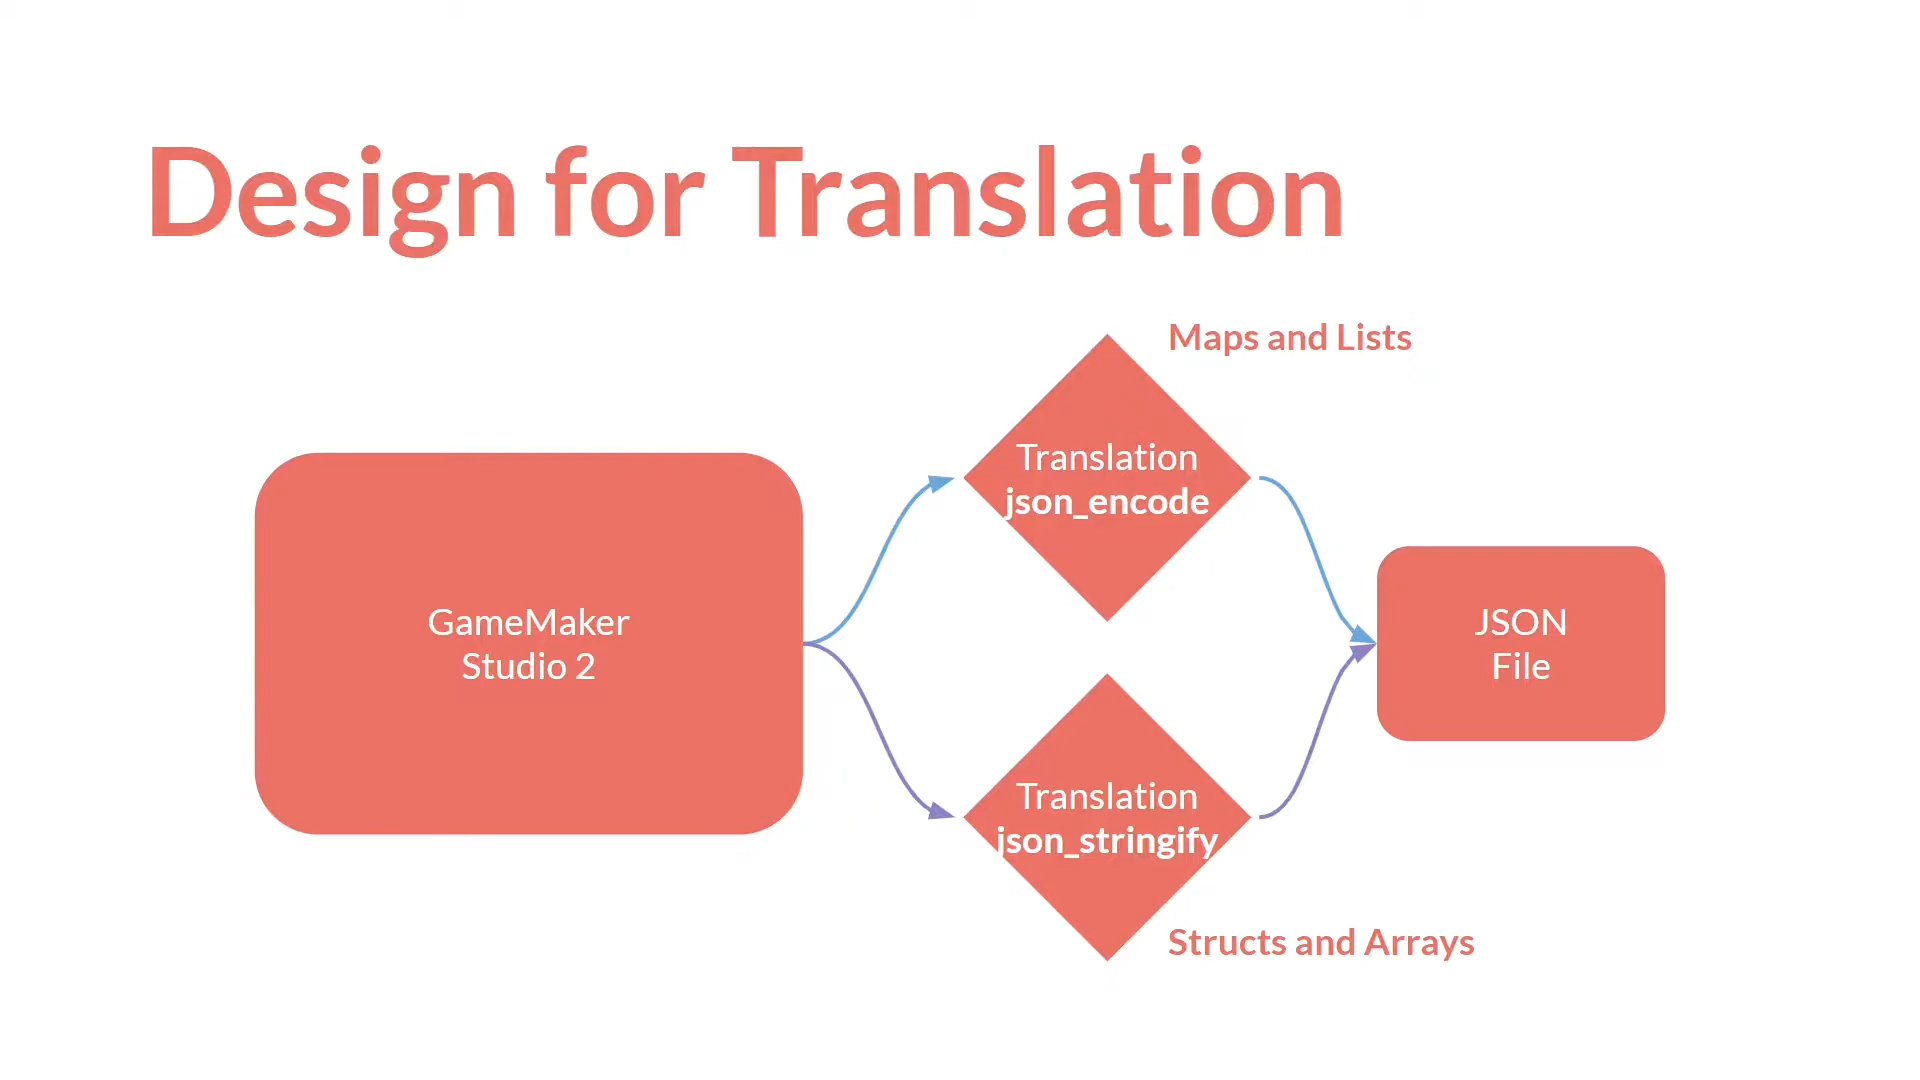 Design for Translation
Maps and Lists
Translation
json_encode
GameMaker
Studio 2
JSON
File
Translation
json_stringify
Structs and Arrays